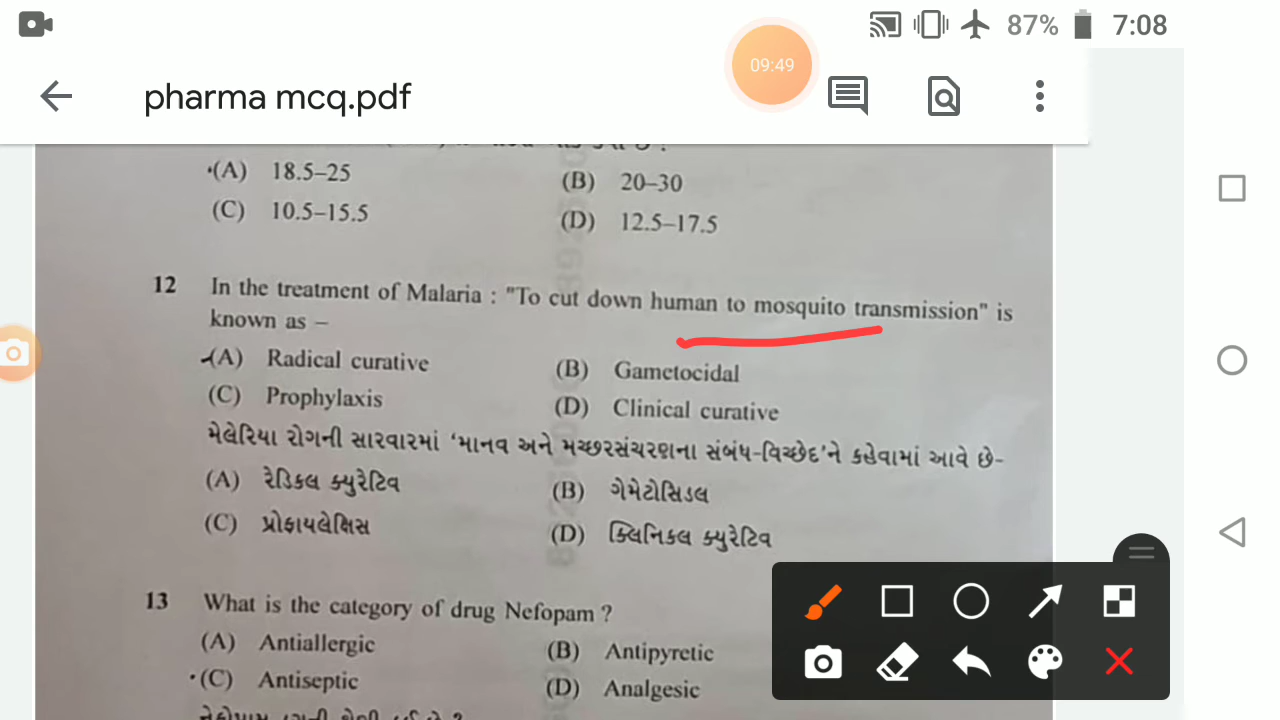 87% 7:08
09:49
pharma mcq.pdf
(A) 18.5–25 (B) 20–30
(C) 10.5–15.5 (D) 12.5–17.5
12 In the treatment of Malaria : "To cut down human to mosquito transmission" is
known as –
(A) Radical curative (B) Gametocidal
(C) Prophylaxis (D) Clinical curative
મેલેરિયા રોગની સારવારમાં ‘માનવ અને મચ્છરસંચરણના સંબંધ-વિચ્છેદ’ને કહેવામાં આવે છે-
(A) રેડિકલ ક્યુરેટિવ (B) ગેમેટોસિડલ
(C) પ્રોફાયલેક્ષિસ (D) ક્લિનિકલ ક્યુરેટિવ
13 What is the category of drug Nefopam ?
(A) Antiallergic (B) Antipyretic
(C) Antiseptic (D) Analgesic